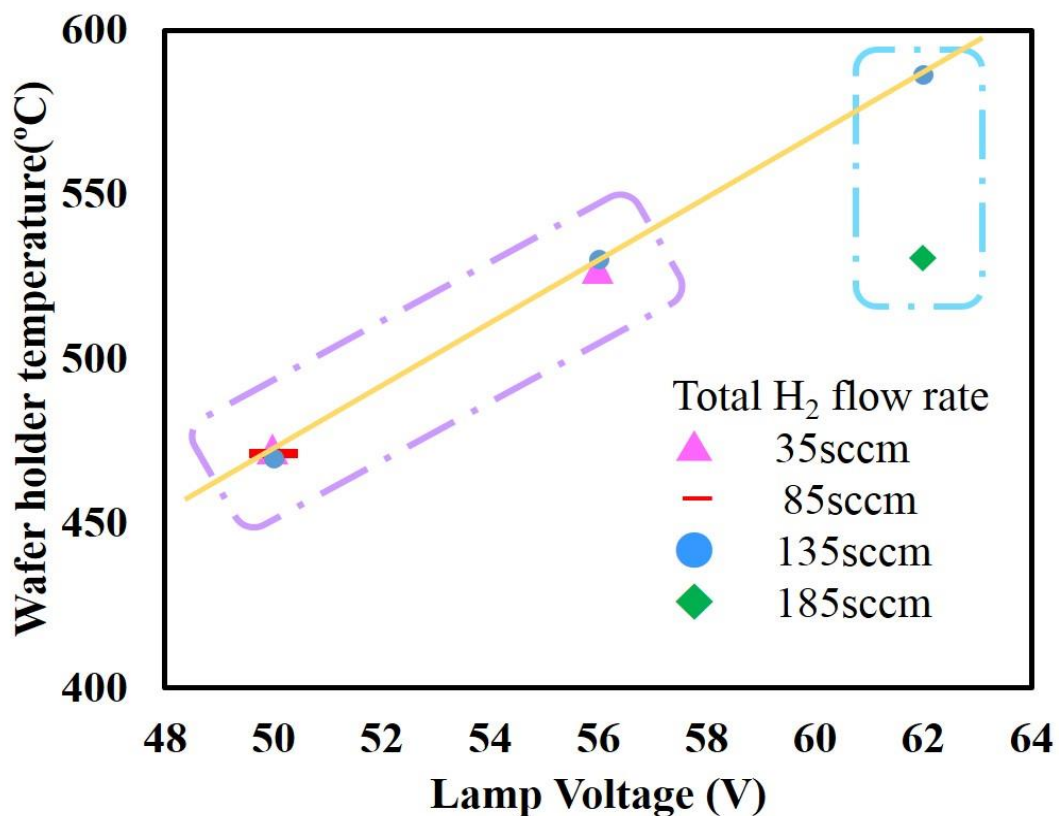 600
550
500
450
400
Wafer holder temperature(ºC)
Total H₂ flow rate
35sccm
85sccm
135sccm
185sccm
48 50 52 54 56 58 60 62 64
Lamp Voltage (V)